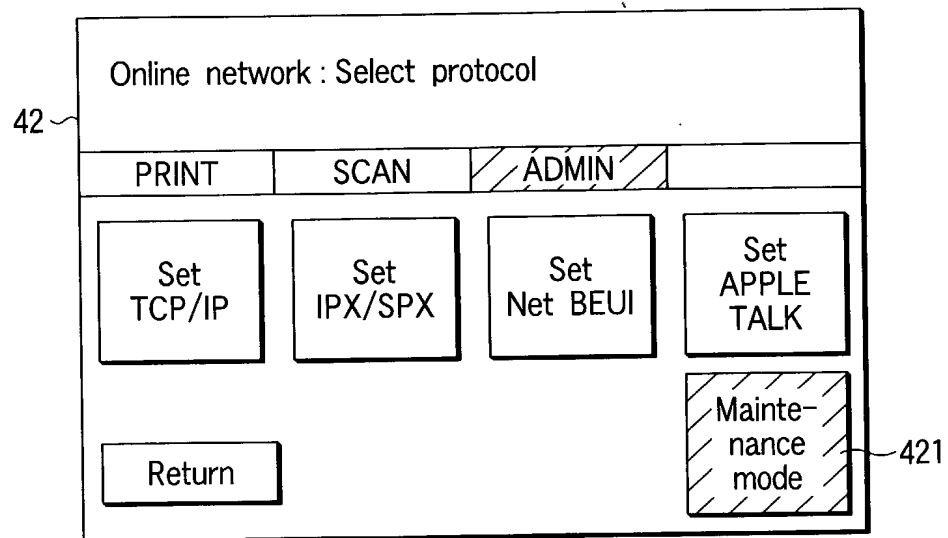 Online network : Select protocol
42
PRINT SCAN ADMIN
Set
TCP/IP
Set
IPX/SPX
Set
Net BEUI
Set
APPLE
TALK
Mainte-
nance
mode
421
Return